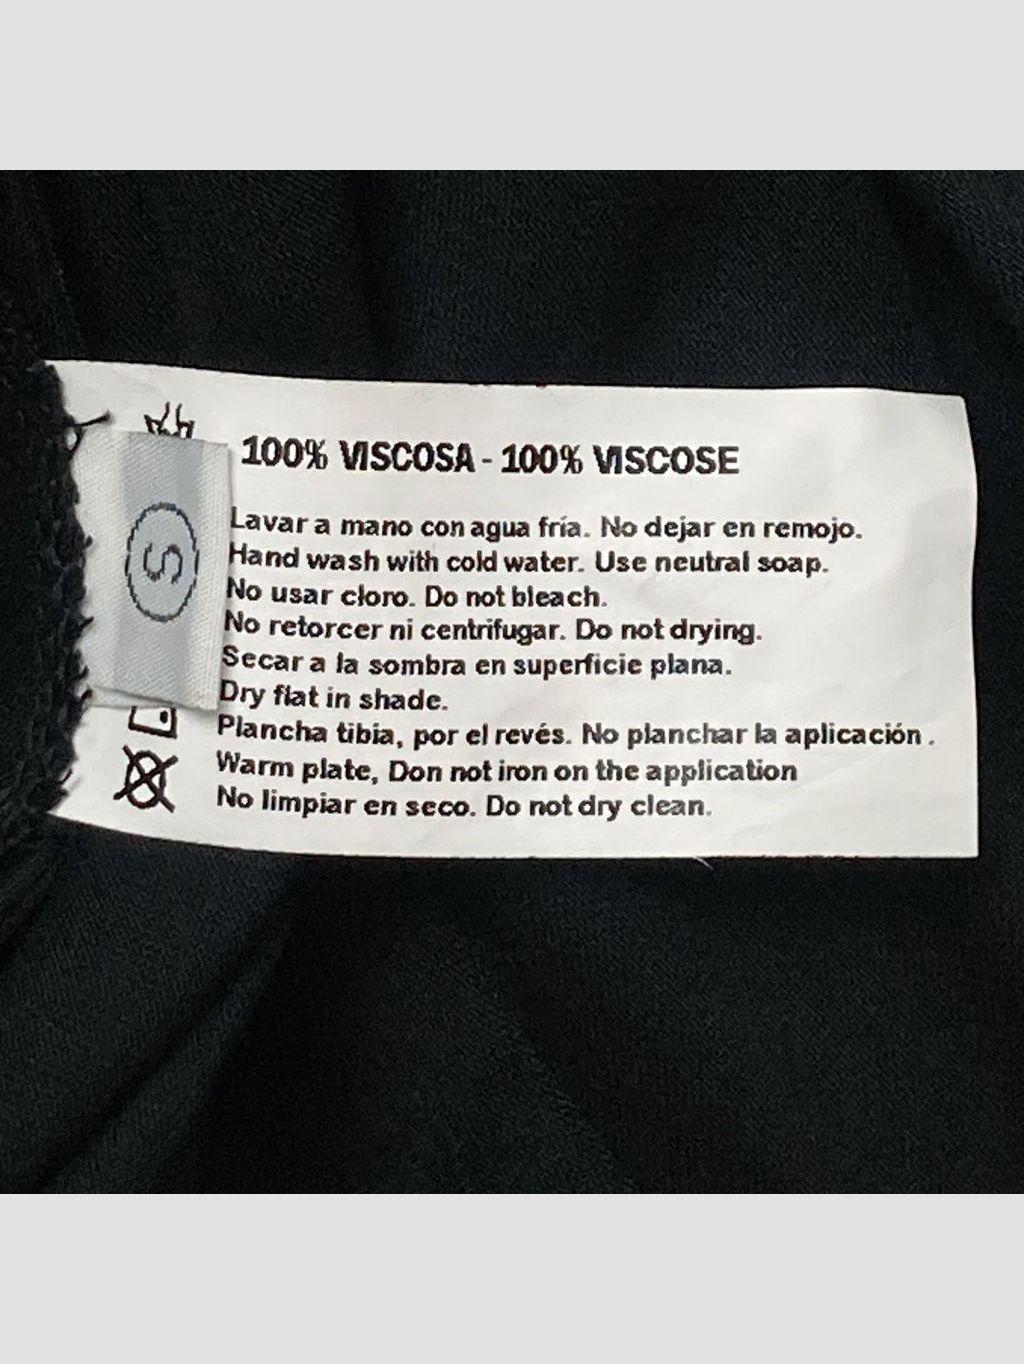 100% VISCOSA - 100% VISCOSE
S
Lavar a mano con agua fría. No dejar en remojo.
Hand wash with cold water. Use neutral soap.
No usar cloro. Do not bleach.
No retorcer ni centrifugar. Do not drying.
Secar a la sombra en superficie plana.
Dry flat in shade.
Plancha tibia, por el revés. No planchar la aplicación.
Warm plate, Don not iron on the application
No limpiar en seco. Do not dry clean.